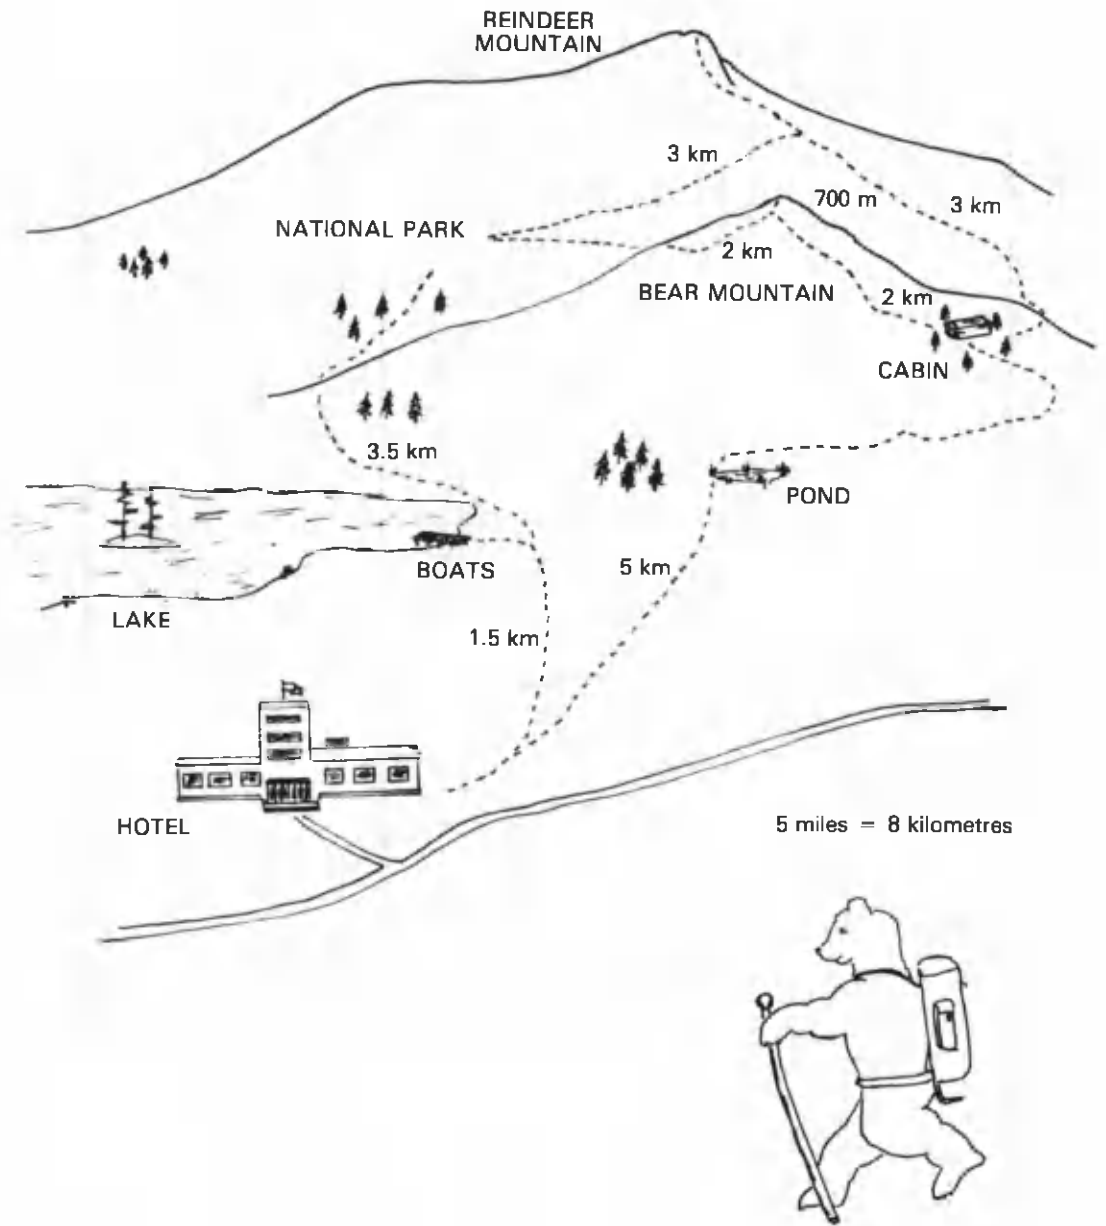 REINDEER
MOUNTAIN
3 km
700 m
3 km
NATIONAL PARK
2 km
BEAR MOUNTAIN
2 km
CABIN
3.5 km
POND
BOATS
5 km
LAKE
1.5 km
HOTEL
5 miles = 8 kilometres